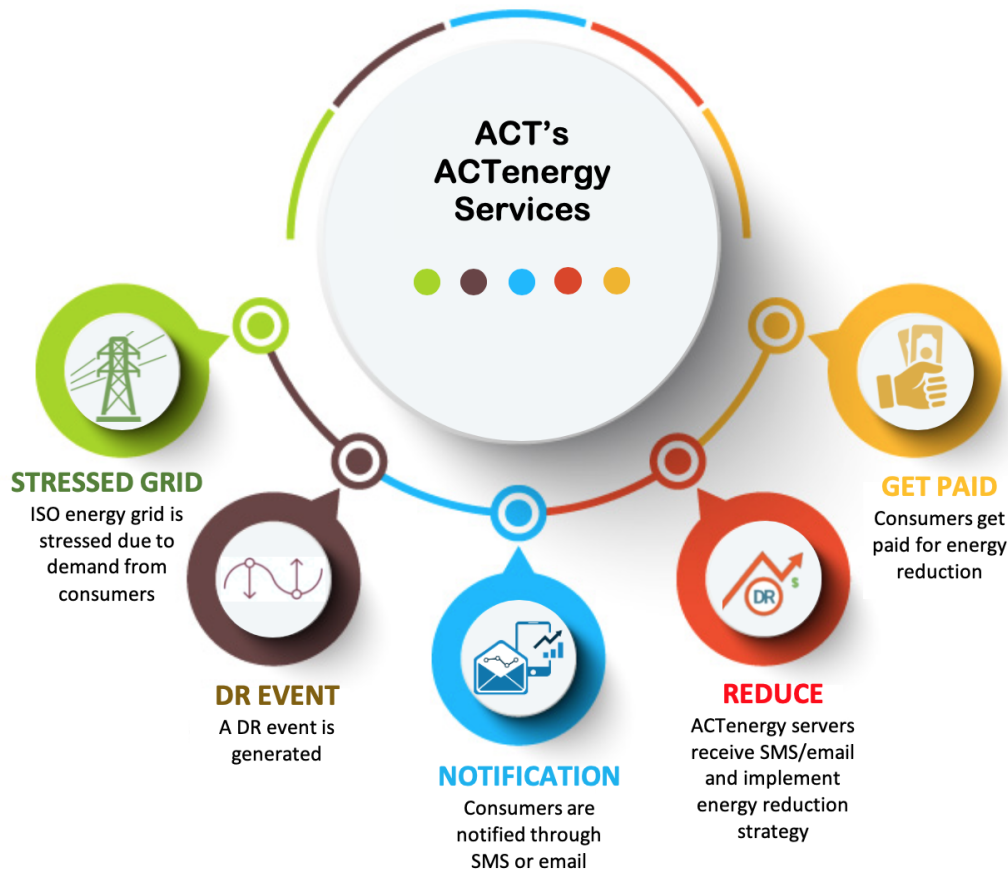 ACT's
ACTenergy
Services
STRESSED GRID
ISO energy grid is
stressed due to
demand from
consumers
DR EVENT
A DR event is
generated
NOTIFICATION
Consumers are
notified through
SMS or email
DR
$
REDUCE
ACTenergy servers
receive SMS/email
and implement
energy reduction
strategy
GET PAID
Consumers get
paid for energy
reduction